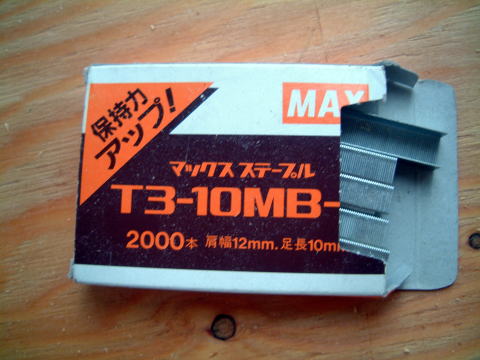 保持力
アップ!
MAX
マックス ステープル
T3-10MB-
2000本 肩幅12mm. 足長10mm